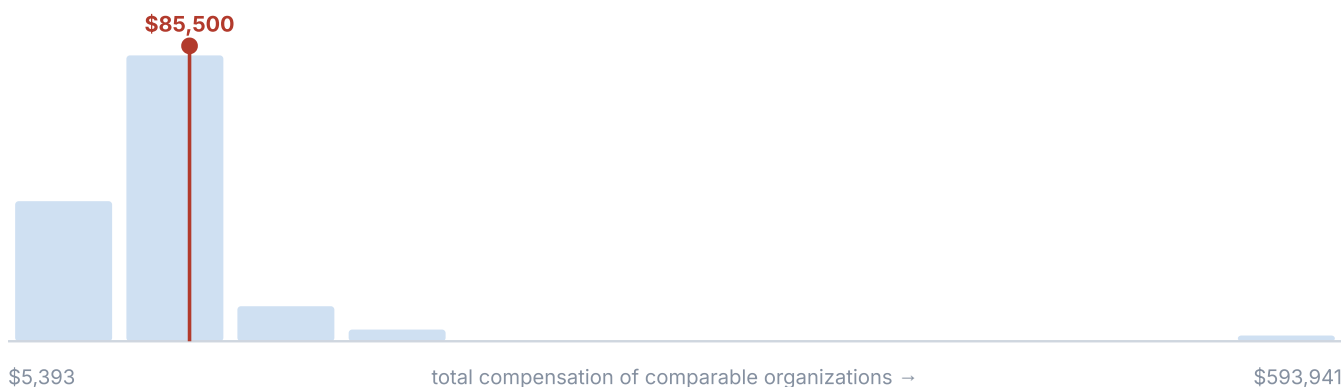 $85,500
$5,393
total compensation of comparable organizations →
$593,941